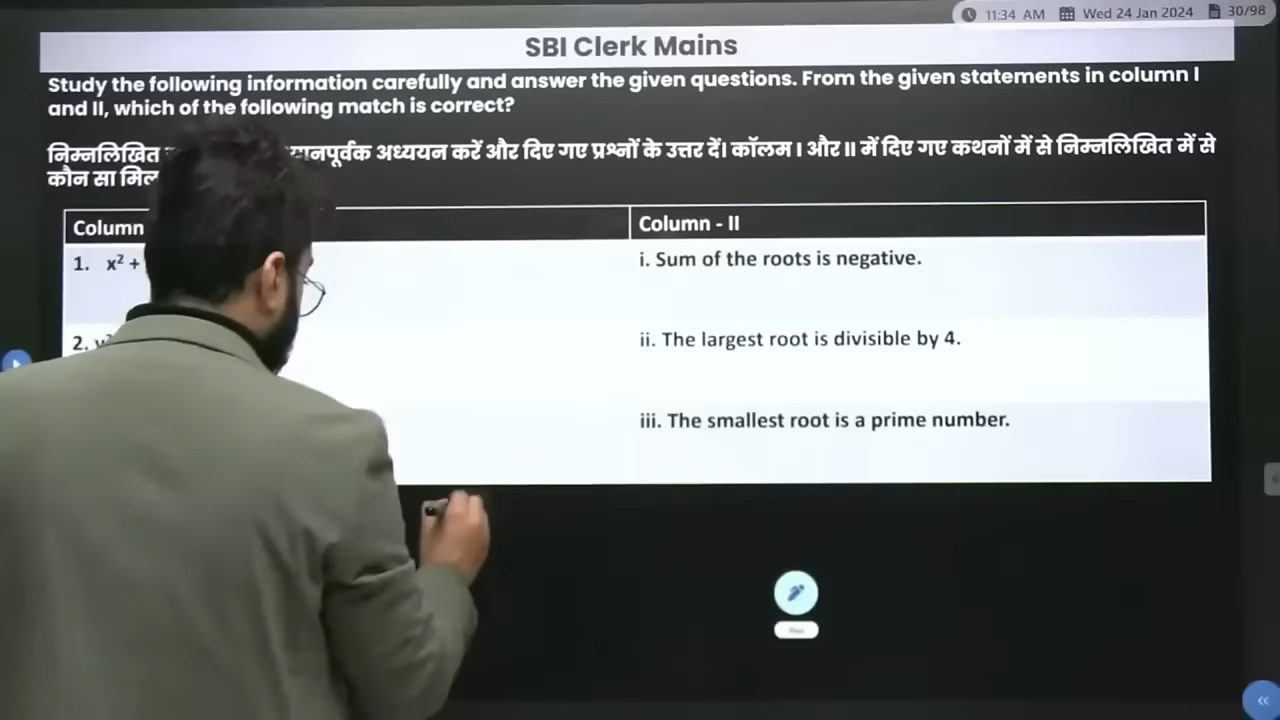 11:34 AM Wed 24 Jan 2024 30/98
SBI Clerk Mains
Study the following information carefully and answer the given questions. From the given statements in column I
and II, which of the following match is correct?
निम्नलिखित अध्ययन करें और दिए गए प्रश्नों के उत्तर दें। कॉलम I और II में दिए गए कथनों में से निम्नलिखित में से
कौन सा
Column
Column - II
1. x² +
i. Sum of the roots is negative.
2.
ii. The largest root is divisible by 4.
iii. The smallest root is a prime number.